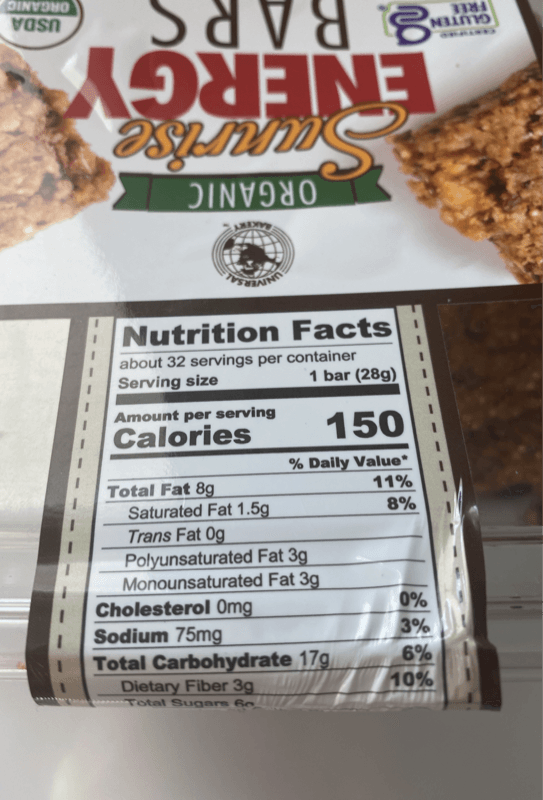 USDA
ORGANIC
CERTIFIED
GLUTEN
FREE
BARS
ENERGY
Sunrise
ORGANIC
UNIVERSAL
BAKERY
Nutrition Facts
about 32 servings per container
Serving size 1 bar (28g)
Amount per serving
Calories 150
% Daily Value*
Total Fat 8g 11%
Saturated Fat 1.5g 8%
Trans Fat 0g
Polyunsaturated Fat 3g
Monounsaturated Fat 3g
Cholesterol 0mg 0%
Sodium 75mg 3%
Total Carbohydrate 17g 6%
Dietary Fiber 3g 10%
Total Sugars 6g